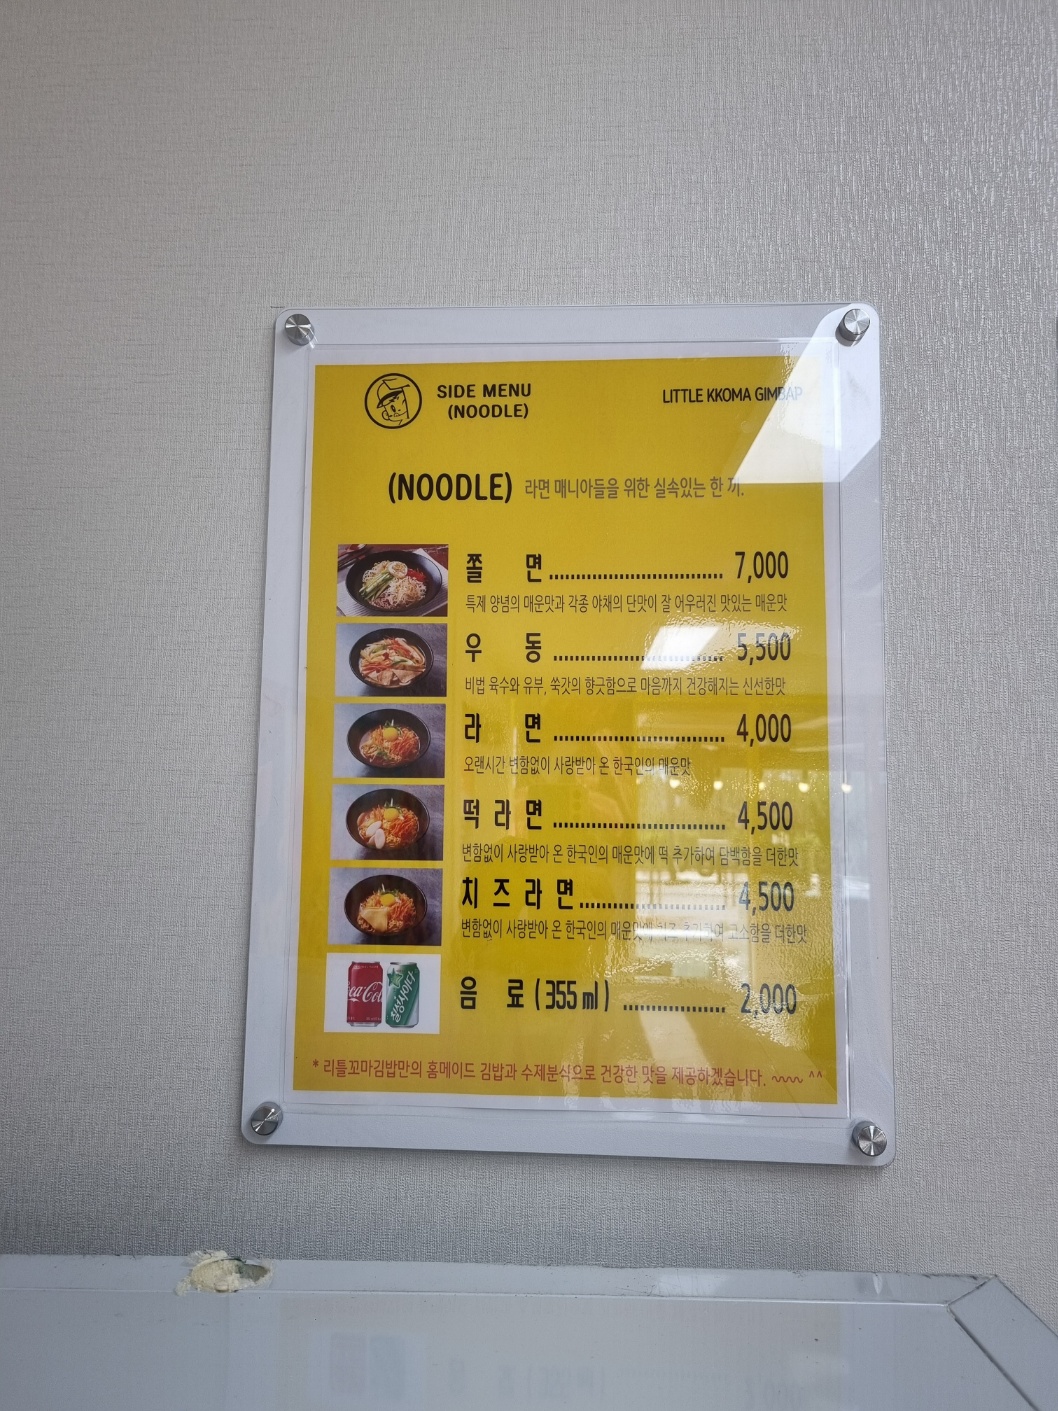 SIDE MENU
(NOODLE)
LITTLE KKOMA GIMBAP
(NOODLE) 라면 매니아들을 위한 실속있는 한 끼.
쫄 면 ................................. 7,000
특제 양념의 매운맛과 각종 야채의 단맛이 잘 어우러진 맛있는 매운맛
우 동 ................................. 5,500
비법 육수와 유부, 쑥갓의 향긋함으로 마음까지 건강해지는 신선한맛
라 면 ................................. 4,000
오랜시간 변함없이 사랑받아 온 한국인의 매운맛
떡 라 면 ................................. 4,500
변함없이 사랑받아 온 한국인의 매운맛에 떡 추가하여 담백함을 더한맛
치 즈 라 면 ............................ 4,500
변함없이 사랑받아 온 한국인의 매운맛에 치즈 추가하여 고소함을 더한맛
Coca-Cola
칠성사이다
음 료 ( 355 ml ) .................... 2,000
* 리틀꼬마김밥만의 홈메이드 김밥과 수제분식으로 건강한 맛을 제공하겠습니다. ~~~ ^^